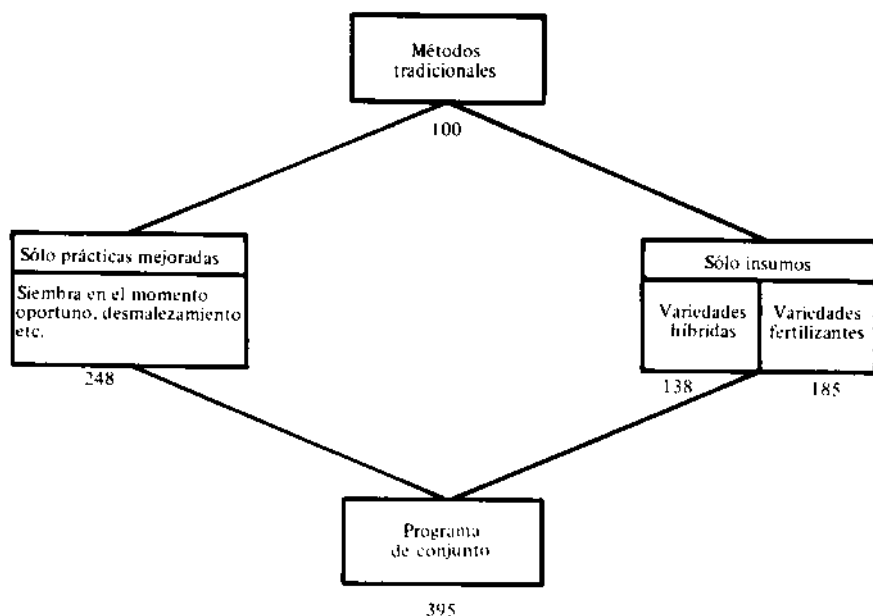 Métodos
tradicionales
100
Sólo prácticas mejoradas
Siembra en el momento
oportuno, desmalezamiento
etc.
248
Sólo insumos
Variedades
híbridas
138
Variedades
fertilizantes
185
Programa
de conjunto
395